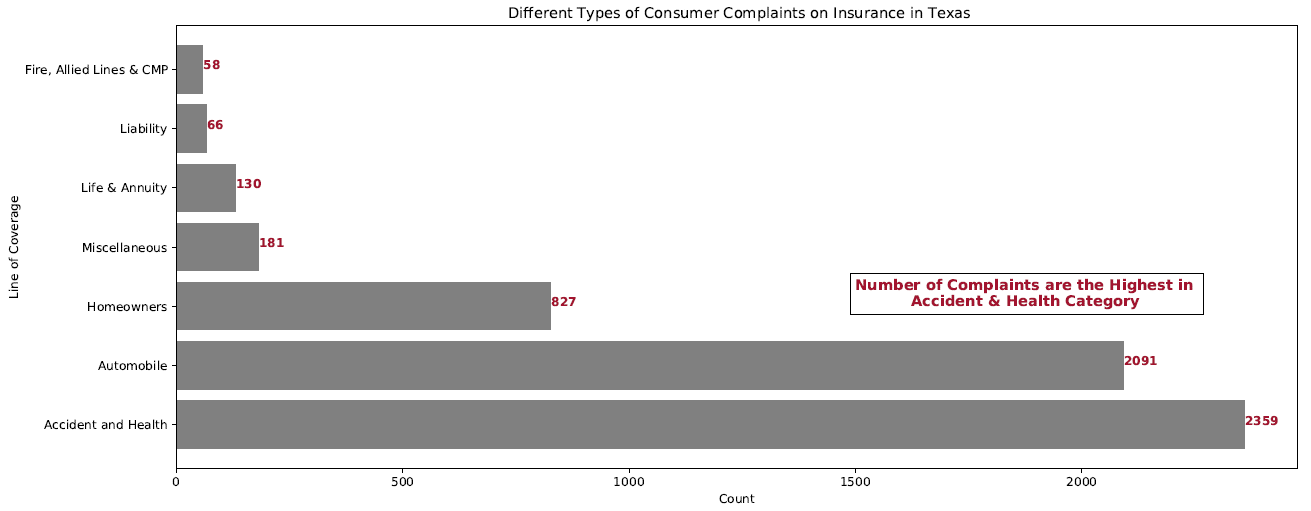 Different Types of Consumer Complaints on Insurance in Texas
Line of Coverage
Fire, Allied Lines & CMP
58
Liability
66
Life & Annuity
130
Miscellaneous
181
Homeowners
827
Number of Complaints are the Highest in
Accident & Health Category
Automobile
2091
Accident and Health
2359
0
500
1000
1500
2000
Count